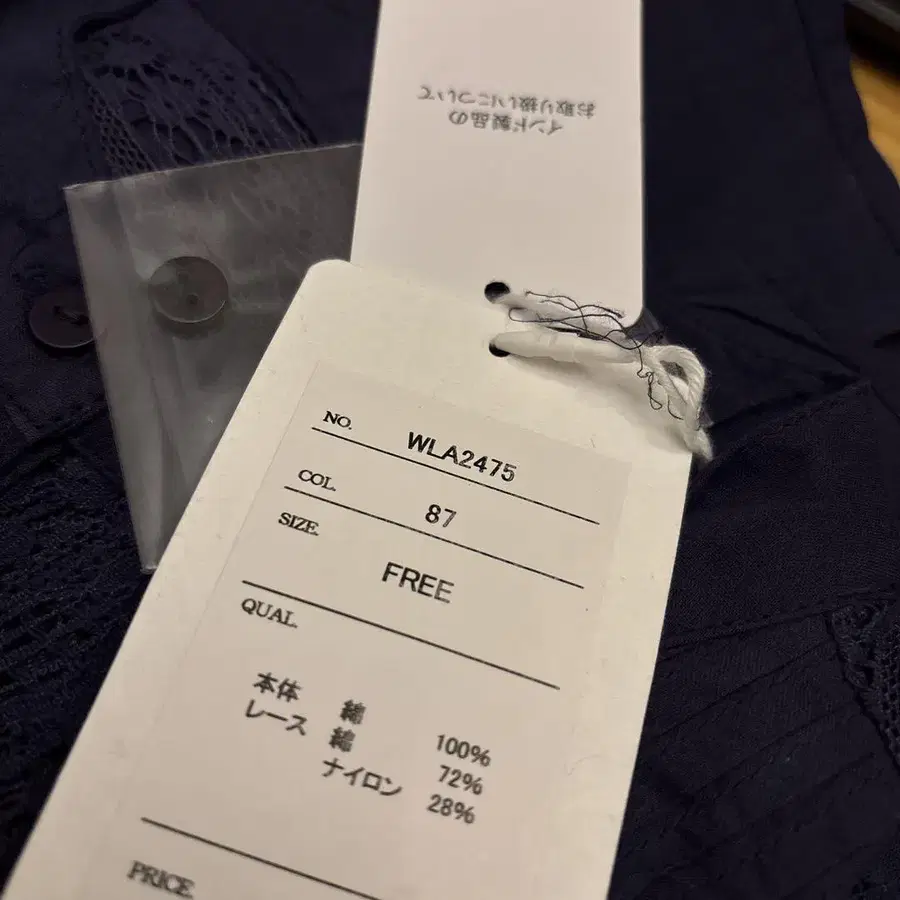 インド製品の
お取り扱いについて
NO. WLA2475
COL. 87
SIZE. FREE
QUAL.
本体 綿 100%
レース 綿 72%
ナイロン 28%
PRICE.